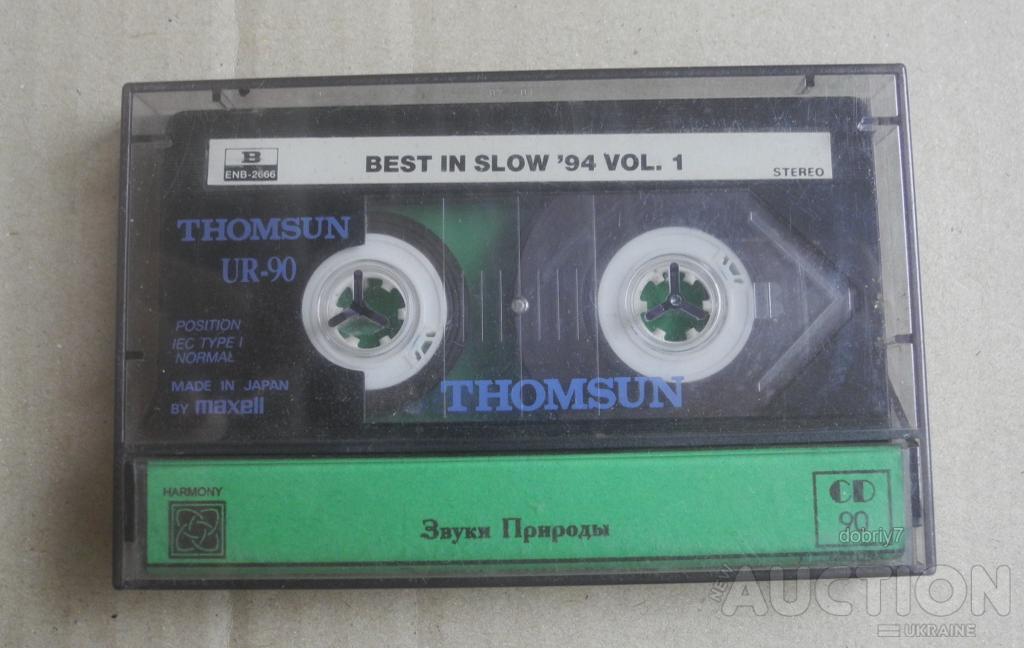 B
ENB-2666
BEST IN SLOW '94 VOL. 1
STEREO
THOMSUN
UR-90
POSITION
IEC TYPE I
NORMAL
MADE IN JAPAN
BY maxell
THOMSUN
HARMONY
Звуки Природы
CD
90
dobriy7
NEW AUCTION
UKRAINE